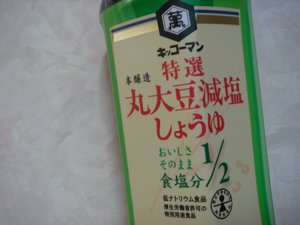 萬
キッコーマン
特選
本醸造
丸大豆減塩
しょうゆ
おいしさ
そのまま
食塩分
1/2
低ナトリウム食品
厚生労働省許可の
特別用途食品